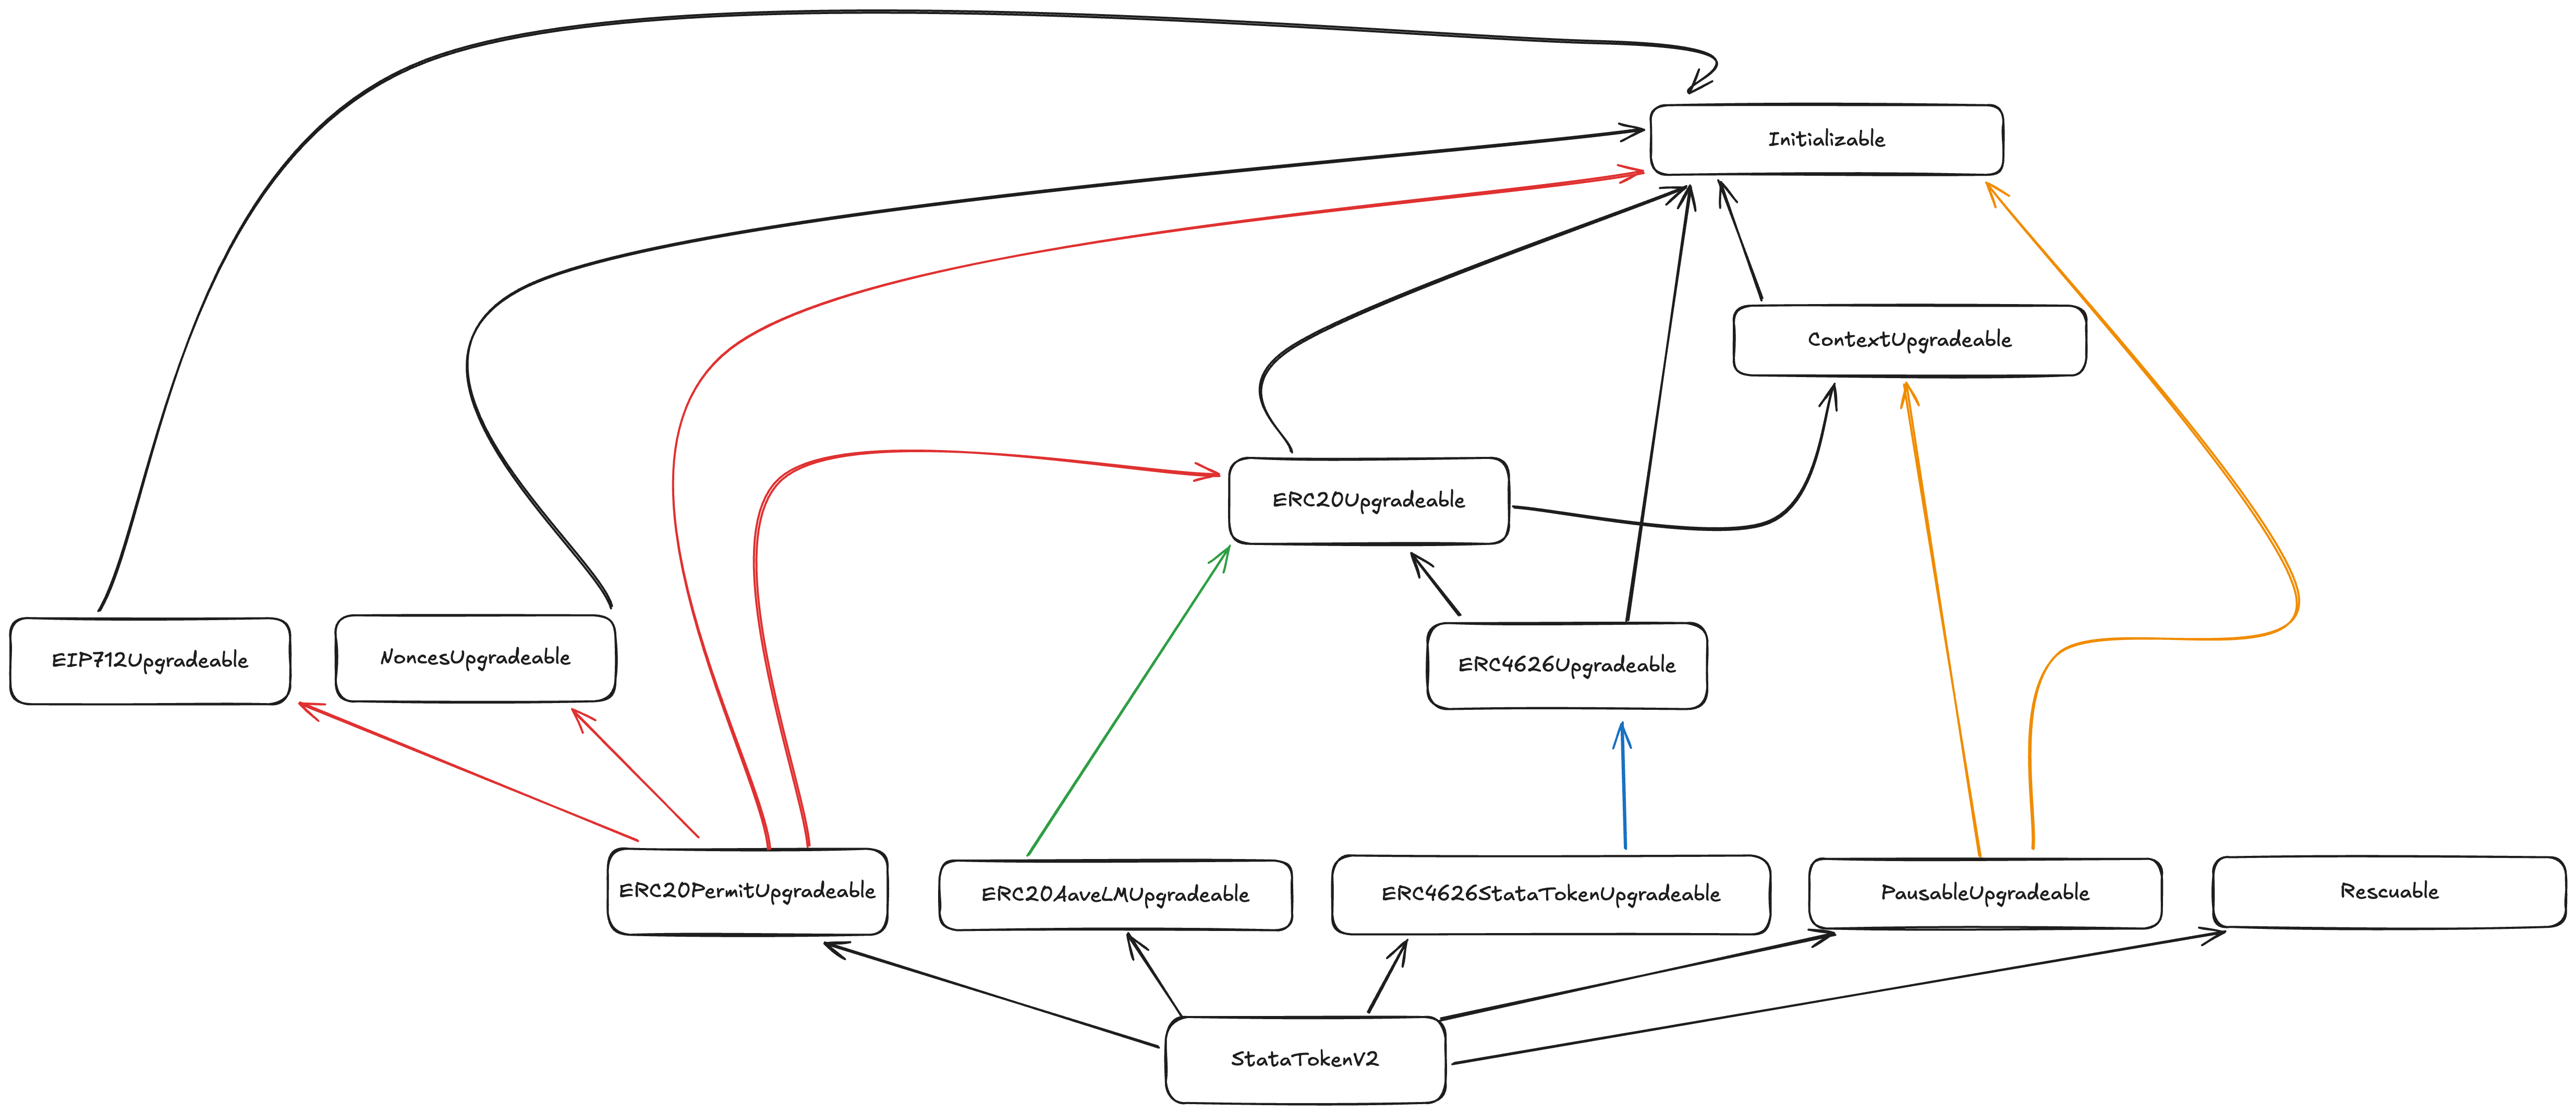 Initializable
ContextUpgradeable
ERC20Upgradeable
EIP712Upgradeable
NoncesUpgradeable
ERC4626Upgradeable
ERC20PermitUpgradeable
ERC20AaveLMUpgradeable
ERC4626StataTokenUpgradeable
PausableUpgradeable
Rescuable
StataTokenV2